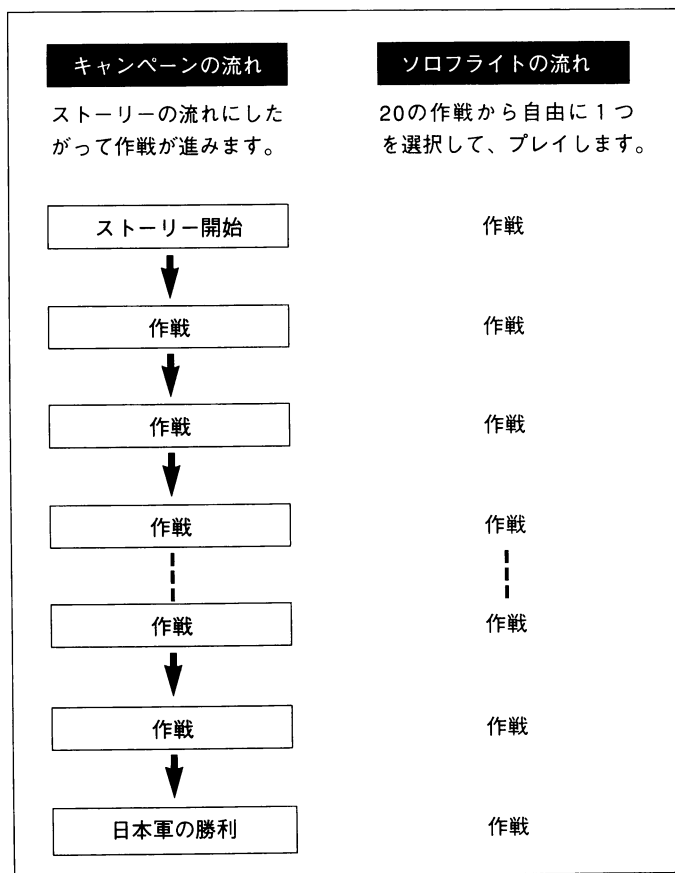 キャンペーンの流れ
ストーリーの流れにした
がって作戦が進みます。
ストーリー開始
作戦
作戦
作戦
作戦
作戦
日本軍の勝利
ソロフライトの流れ
20の作戦から自由に1つ
を選択して、プレイします。
作戦
作戦
作戦
作戦
作戦
作戦
作戦